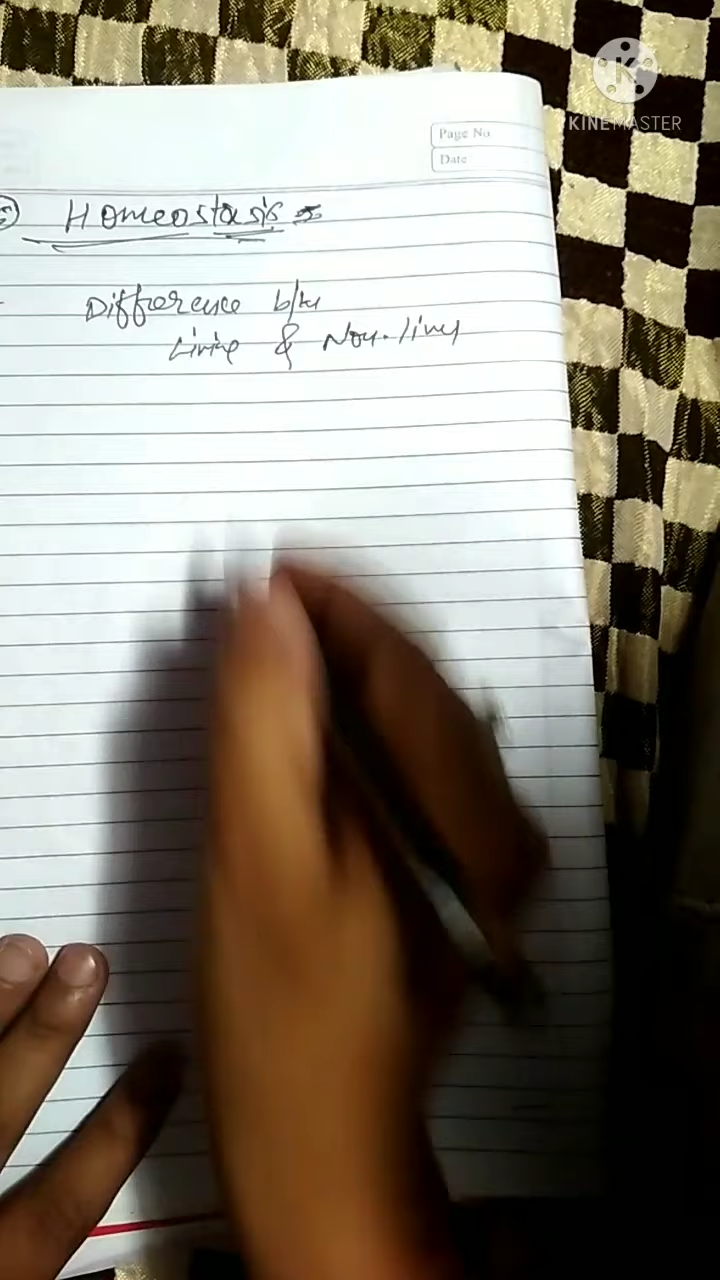 KINEMASTER
Page No.
Date
Homeostasis
Difference b/w
Living & Non-living